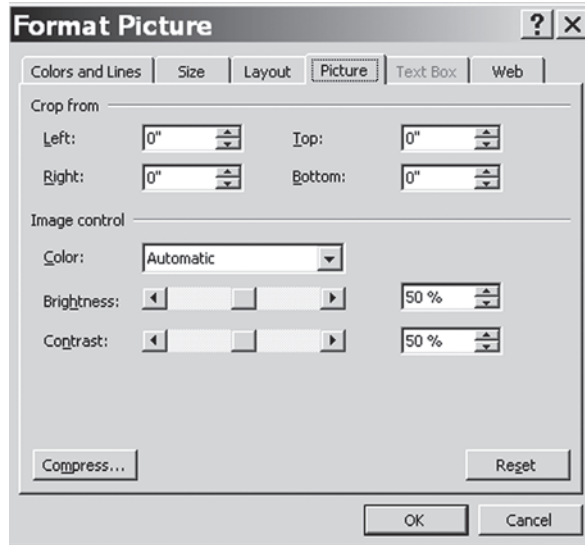 Format Picture ? X
Colors and Lines Size Layout Picture Text Box Web
Crop from
Left: 0" Top: 0"
Right: 0" Bottom: 0"
Image control
Color: Automatic
Brightness: 50 %
Contrast: 50 %
Compress... Reset
OK Cancel